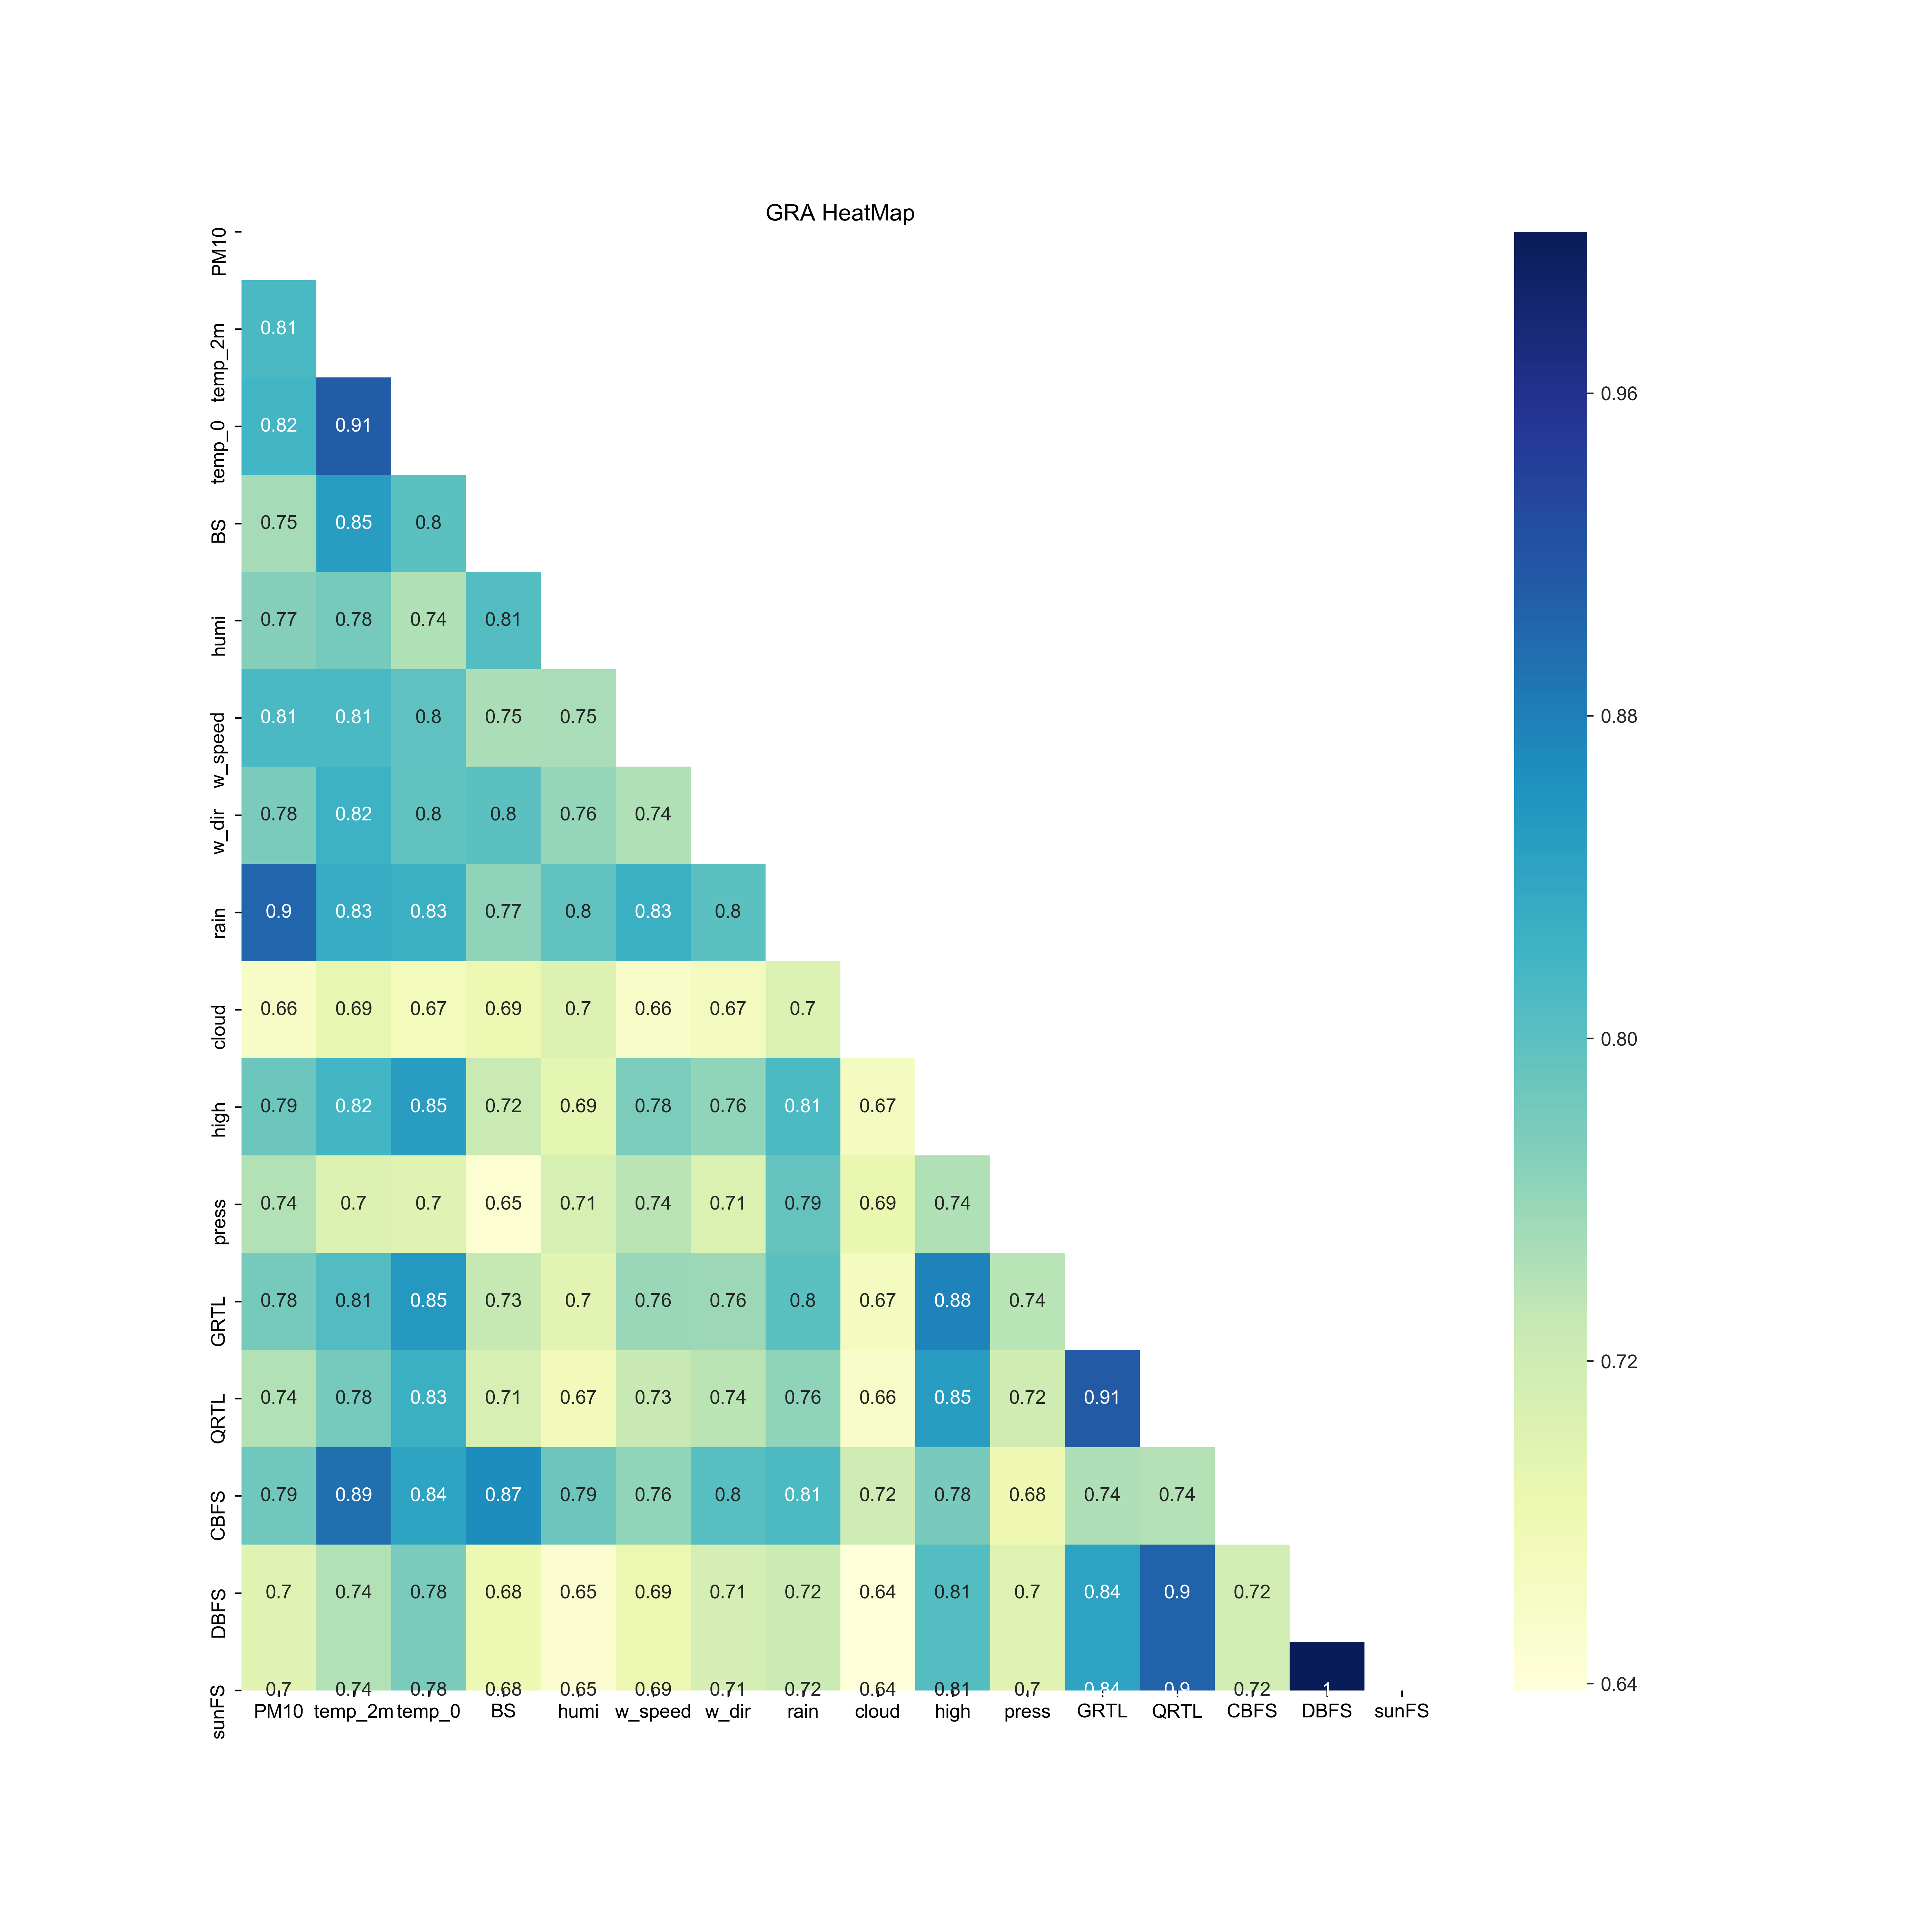 GRA HeatMap
PM10
temp_2m 0.81
temp_0 0.82 0.91
BS 0.75 0.85 0.8
humi 0.77 0.78 0.74 0.81
w_speed 0.81 0.81 0.8 0.75 0.75
w_dir 0.78 0.82 0.8 0.8 0.76 0.74
rain 0.9 0.83 0.83 0.77 0.8 0.83 0.8
cloud 0.66 0.69 0.67 0.69 0.7 0.66 0.67 0.7
high 0.79 0.82 0.85 0.72 0.69 0.78 0.76 0.81 0.67
press 0.74 0.7 0.7 0.65 0.71 0.74 0.71 0.79 0.69 0.74
GRTL 0.78 0.81 0.85 0.73 0.7 0.76 0.76 0.8 0.67 0.88 0.74
QRTL 0.74 0.78 0.83 0.71 0.67 0.73 0.74 0.76 0.66 0.85 0.72 0.91
CBFS 0.79 0.89 0.84 0.87 0.79 0.76 0.8 0.81 0.72 0.78 0.68 0.74 0.74
DBFS 0.7 0.74 0.78 0.68 0.65 0.69 0.71 0.72 0.64 0.81 0.7 0.84 0.9 0.72
sunFS 0.7 0.74 0.78 0.68 0.65 0.69 0.71 0.72 0.64 0.81 0.7 0.84 0.9 0.72 1
PM10 temp_2m temp_0 BS humi w_speed w_dir rain cloud high press GRTL QRTL CBFS DBFS sunFS
0.96
0.88
0.80
0.72
0.64